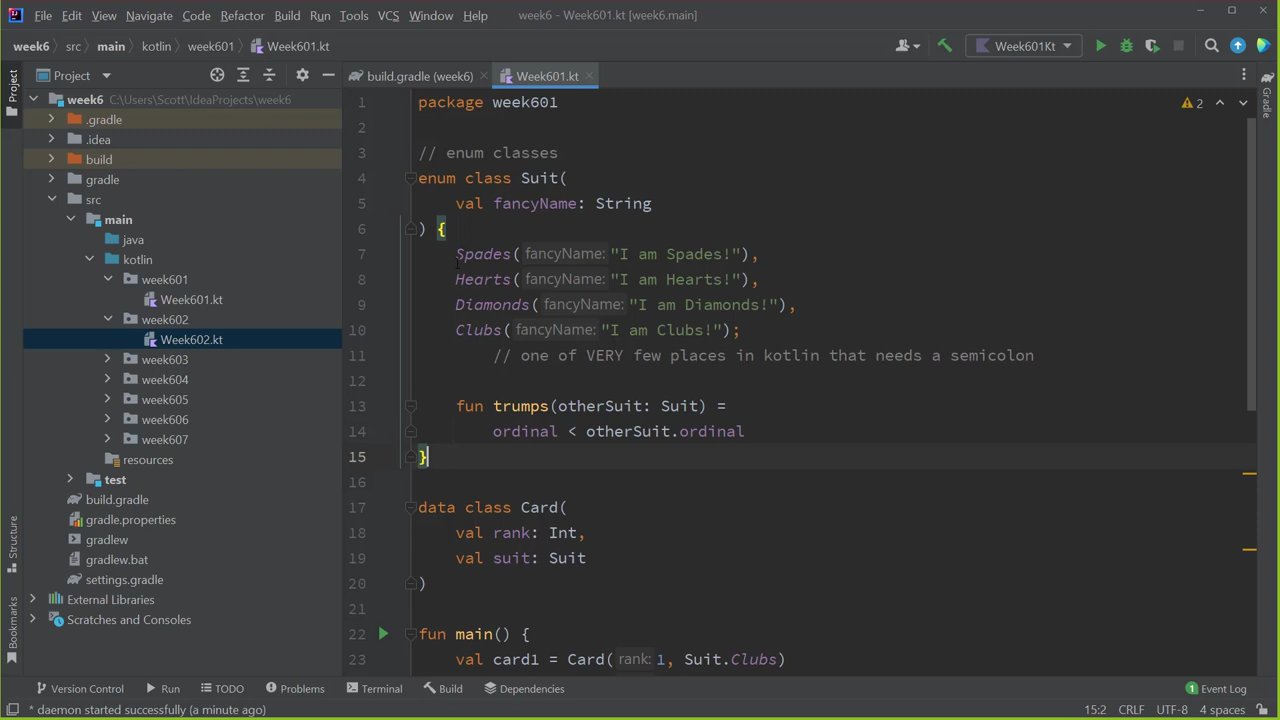 File Edit View Navigate Code Refactor Build Run Tools VCS Window Help week6 - Week601.kt [week6.main]
week6 src main kotlin week601 Week601.kt Week601Kt
Project build.gradle (week6) Week601.kt
Project
Gradle
Structure
Bookmarks
week6 C:\Users\Scott\IdeaProjects\week6
.gradle
.idea
build
gradle
src
main
java
kotlin
week601
Week601.kt
week602
Week602.kt
week603
week604
week605
week606
week607
resources
test
build.gradle
gradle.properties
gradlew
gradlew.bat
settings.gradle
External Libraries
Scratches and Consoles
2
1 package week601
2
3 // enum classes
4 enum class Suit(
5 val fancyName: String
6 ) {
7 Spades( fancyName: "I am Spades!"),
8 Hearts( fancyName: "I am Hearts!"),
9 Diamonds( fancyName: "I am Diamonds!"),
10 Clubs( fancyName: "I am Clubs!");
11 // one of VERY few places in kotlin that needs a semicolon
12
13 fun trumps(otherSuit: Suit) =
14 ordinal < otherSuit.ordinal
15 }
16
17 data class Card(
18 val rank: Int,
19 val suit: Suit
20 )
21
22 fun main() {
23 val card1 = Card( rank: 1, Suit.Clubs)
Version Control Run TODO Problems Terminal Build Dependencies 1 Event Log
* daemon started successfully (a minute ago) 15:2 CRLF UTF-8 4 spaces